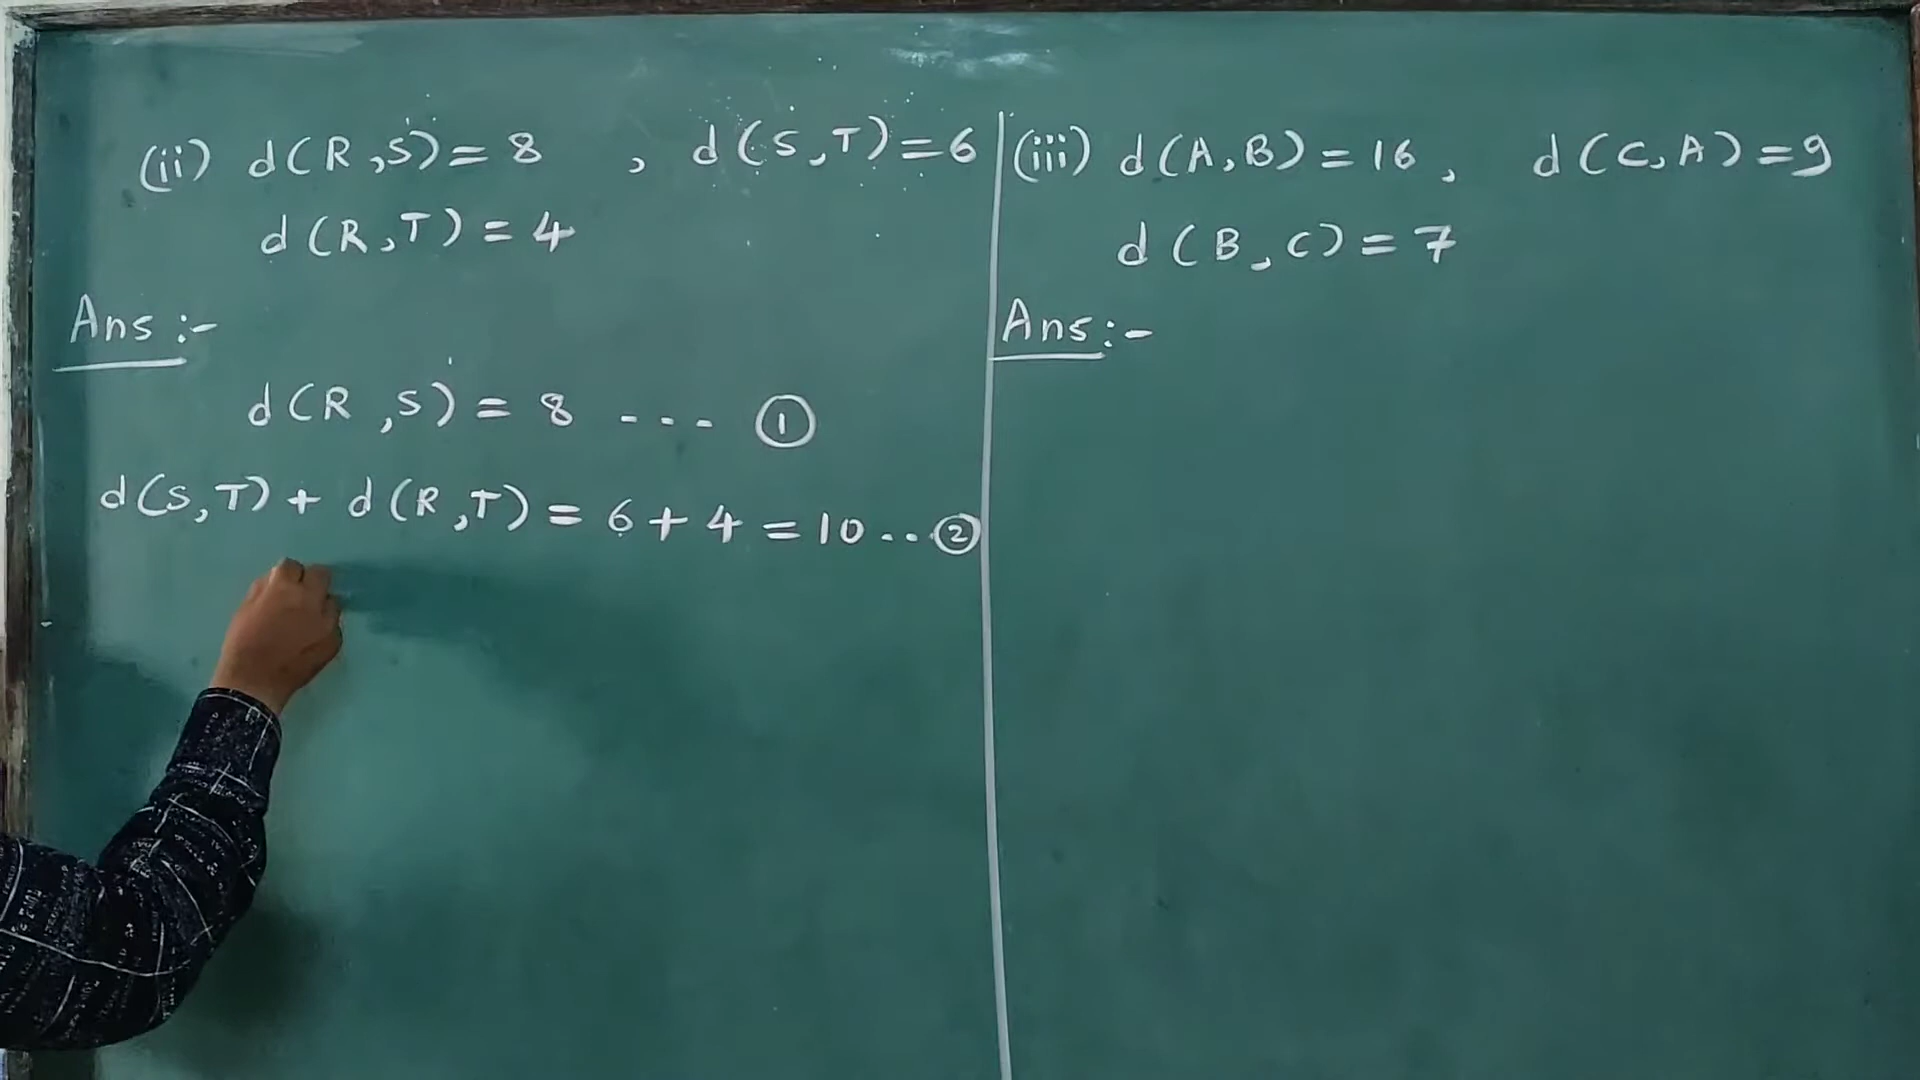 (ii) d(R,S)= 8 , d(S,T)=6
d(R,T) = 4
Ans :-
d(R,S) = 8 --- ①
d(S,T) + d(R,T) = 6 + 4 = 10 .. ②
(iii) d(A,B) = 16 , d(C,A) = 9
d(B,C) = 7
Ans :-